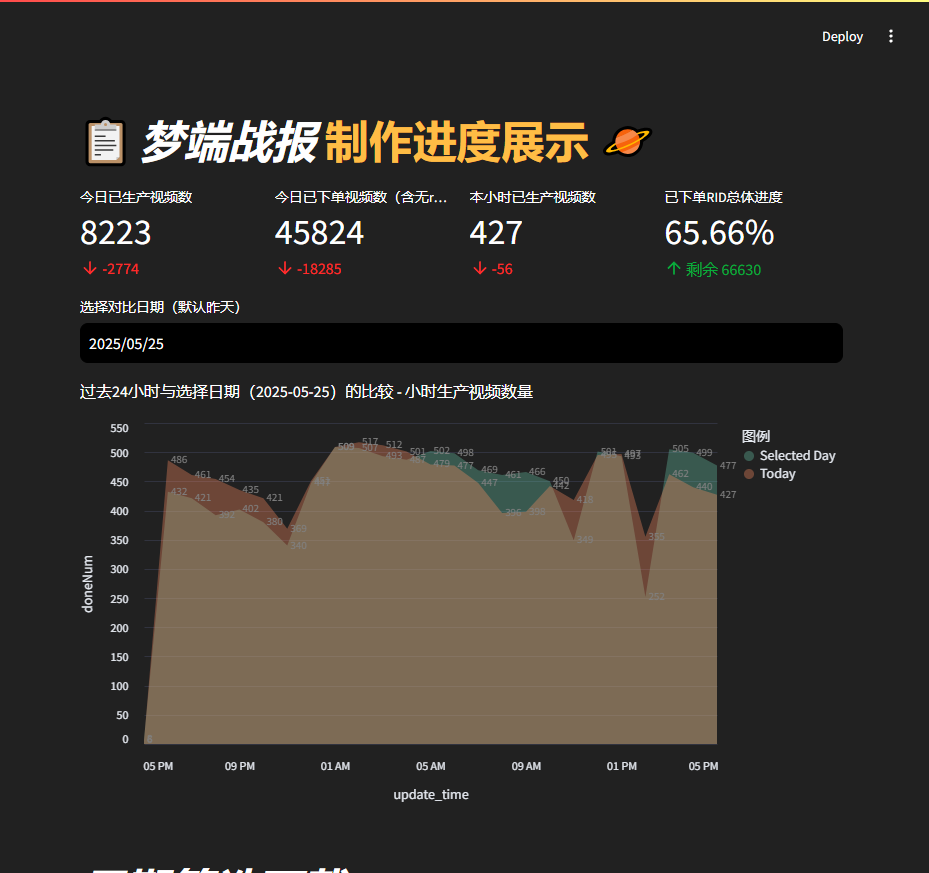 Deploy
梦端战报 制作进度展示
今日已生产视频数
8223
-2774
今日已下单视频数（含无r...
45824
-18285
本小时已生产视频数
427
-56
已下单RID总体进度
65.66%
剩余 66630
选择对比日期（默认昨天）
2025/05/25
过去24小时与选择日期（2025-05-25）的比较 - 小时生产视频数量
图例
Selected Day
Today
doneNum
550
500
450
400
350
300
250
200
150
100
50
0
486
461
454
435
421
432
421
392
402
380
340
509
517
507
512
493
501
502
479
498
477
469
447
461
396
466
398
450
442
418
349
501
497
493
355
252
505
462
499
440
477
427
05 PM
09 PM
01 AM
05 AM
09 AM
01 PM
05 PM
update_time